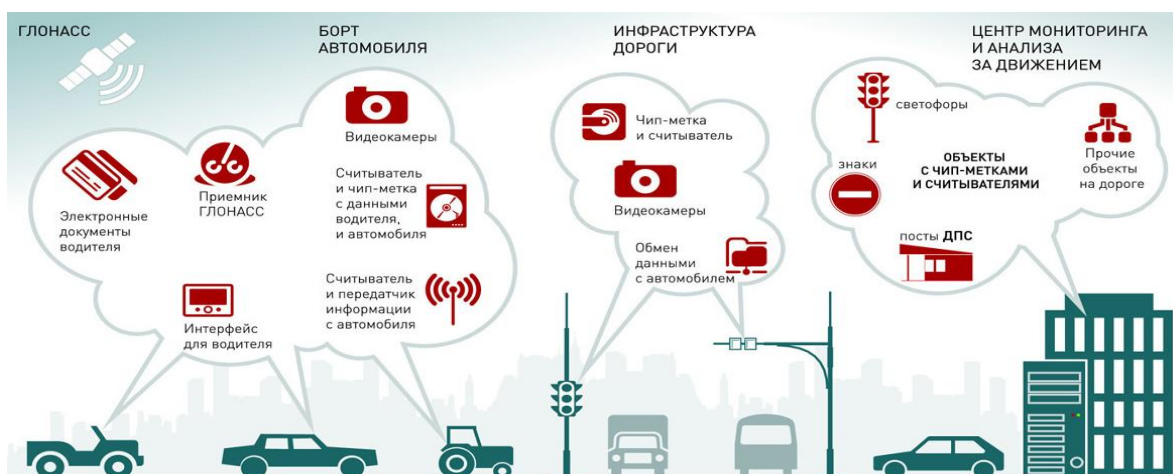 ГЛОНАСС
БОРТ
АВТОМОБИЛЯ
ИНФРАСТРУКТУРА
ДОРОГИ
ЦЕНТР МОНИТОРИНГА
И АНАЛИЗА
ЗА ДВИЖЕНИЕМ
Электронные
документы
водителя
Приемник
ГЛОНАСС
Видеокамеры
Считыватель
и чип-метка
с данными
водителя,
и автомобиля
Считыватель
и передатчик
информации
с автомобиля
Интерфейс
для водителя
Чип-метка
и считыватель
Видеокамеры
Обмен
данными
с автомобилем
светофоры
знаки
ОБЪЕКТЫ
С ЧИП-МЕТКАМИ
И СЧИТЫВАТЕЛЯМИ
Прочие
объекты
на дороге
посты ДПС